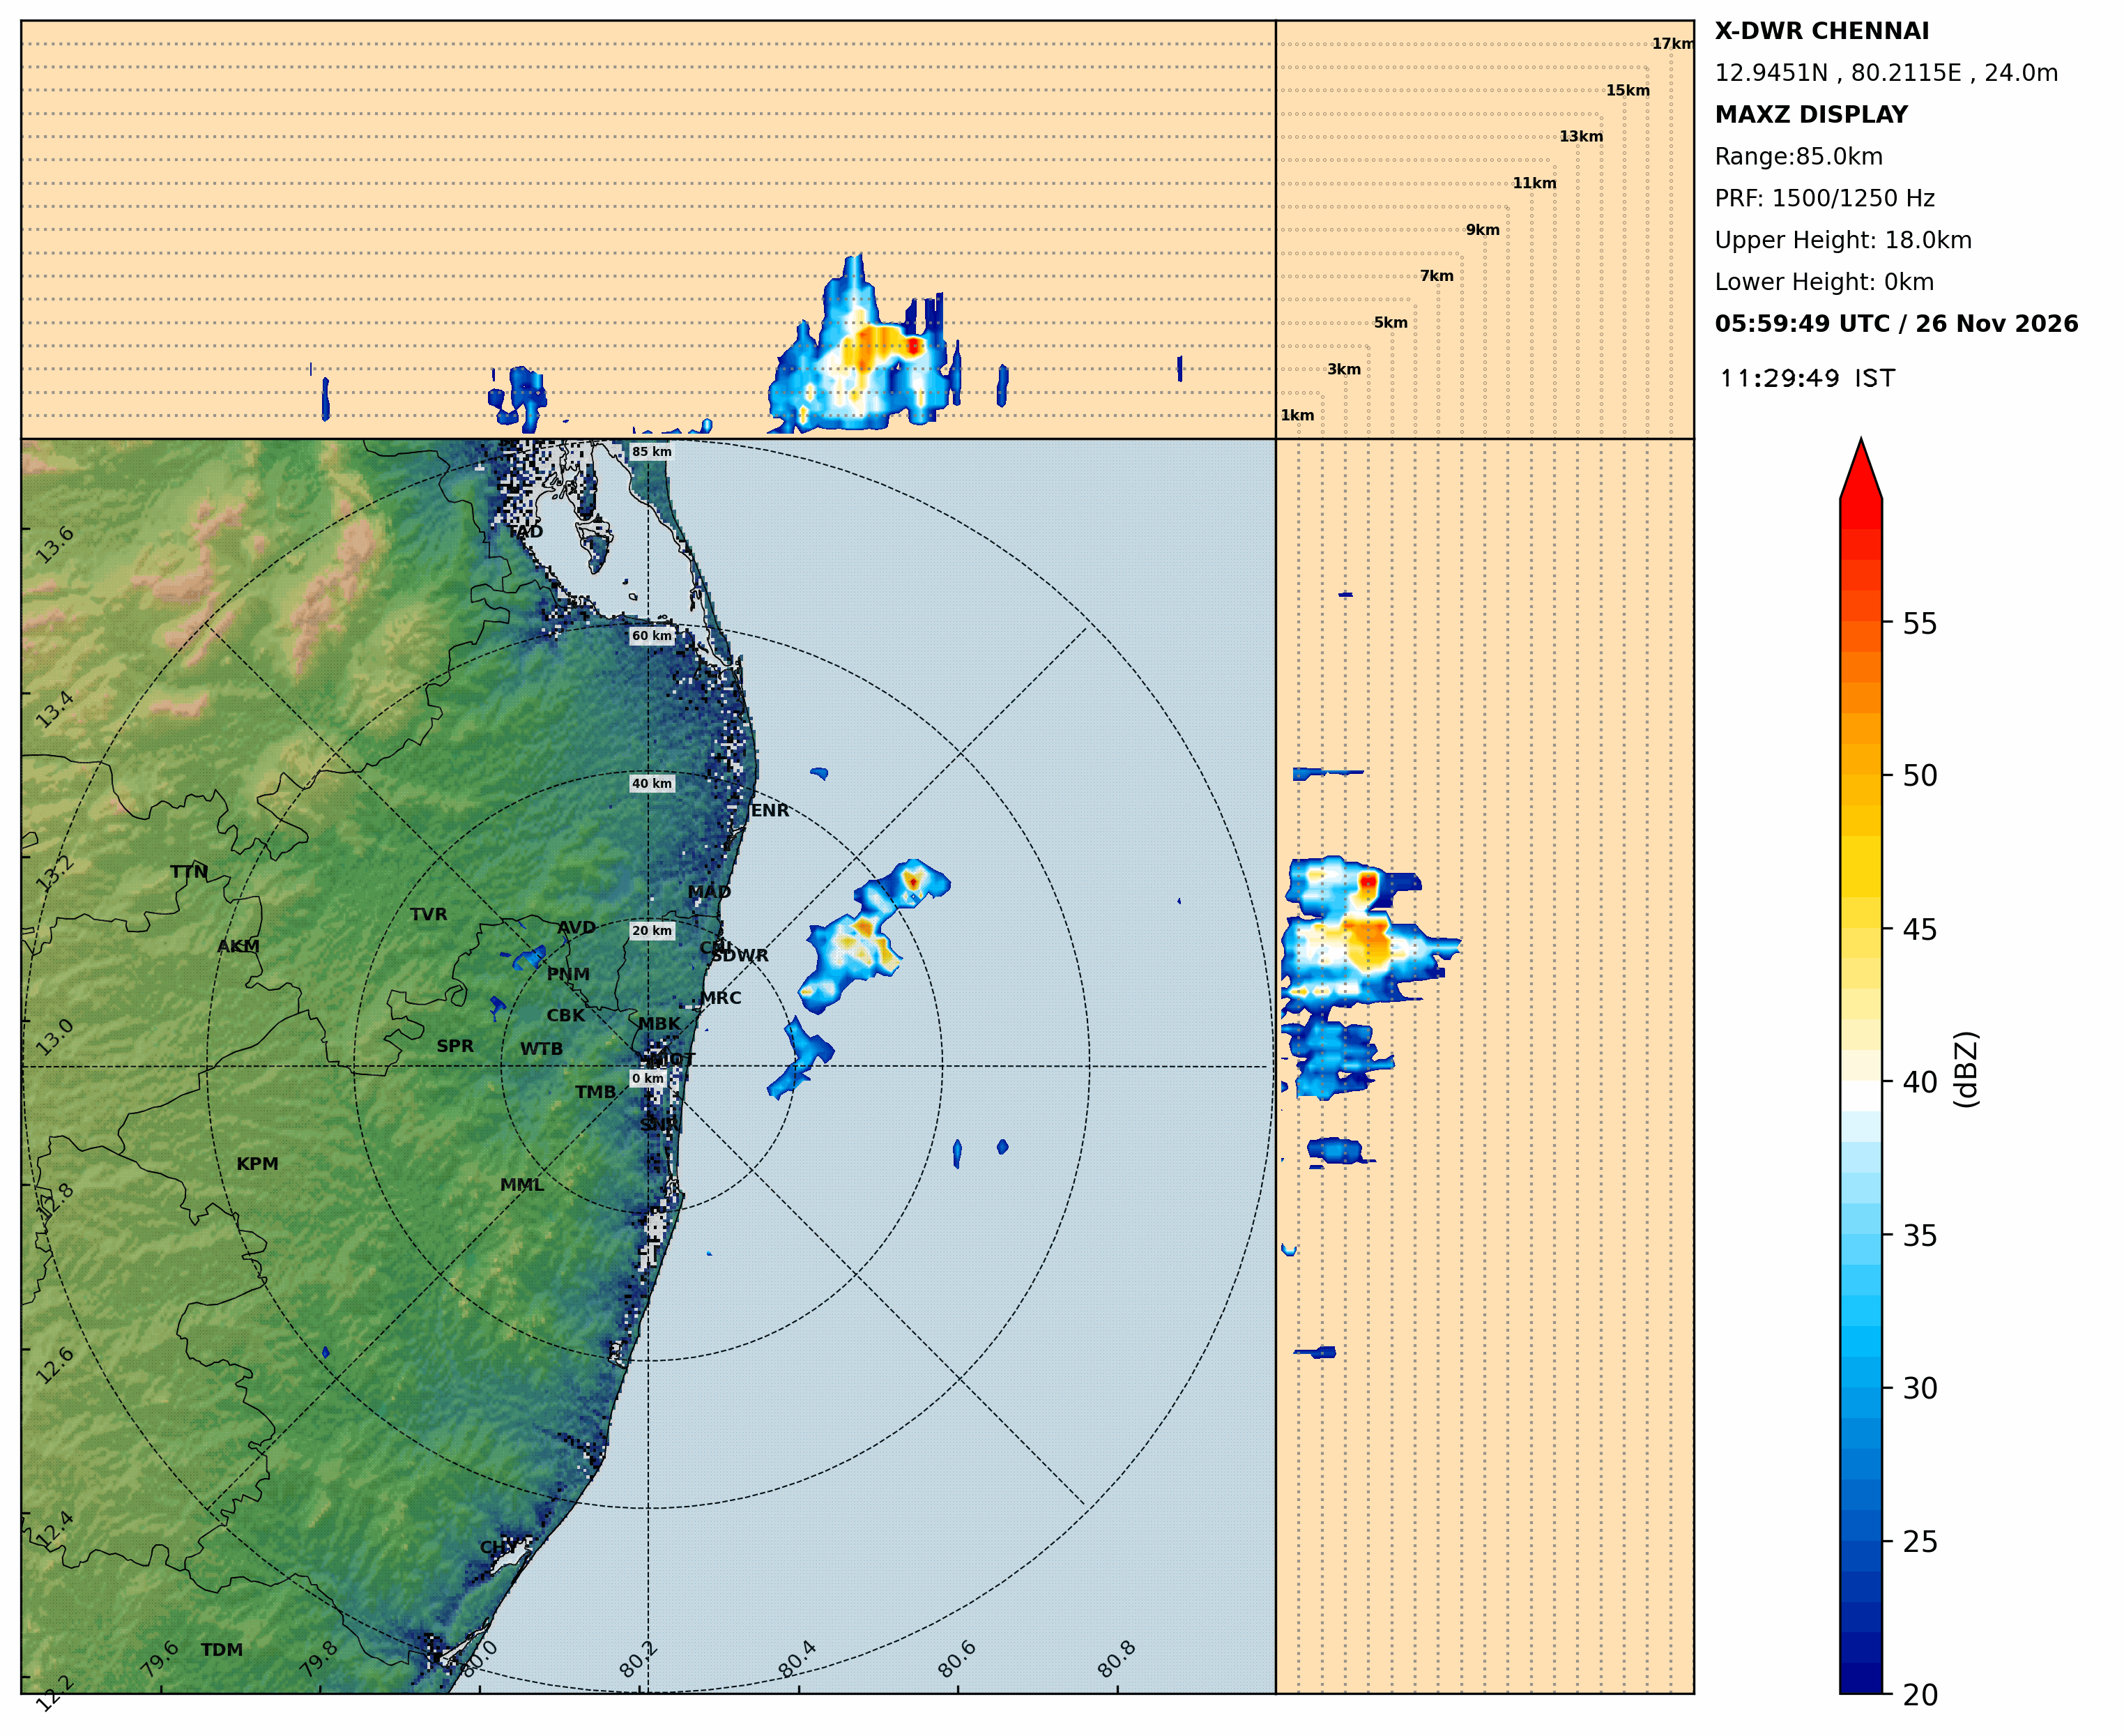 X-DWR CHENNAI
12.9451N , 80.2115E , 24.0m
MAXZ DISPLAY
Range:85.0km
PRF: 1500/1250 Hz
Upper Height: 18.0km
Lower Height: 0km
05:59:49 UTC / 26 Nov 2026
11:29:49 IST
17km
15km
13km
11km
9km
7km
5km
3km
1km
85 km
60 km
40 km
20 km
0 km
TAD
ENR
TTN
MAD
TVR
AVD
AKM
CNI
SDWR
PNM
MRC
CBK
MBK
SPR
WTB
MIOT
TMB
SNR
KPM
MML
CHY
TDM
13.6
13.4
13.2
13.0
12.8
12.6
12.4
12.2
79.6
79.8
80.0
80.2
80.4
80.6
80.8
55
50
45
40
35
30
25
20
(dBZ)